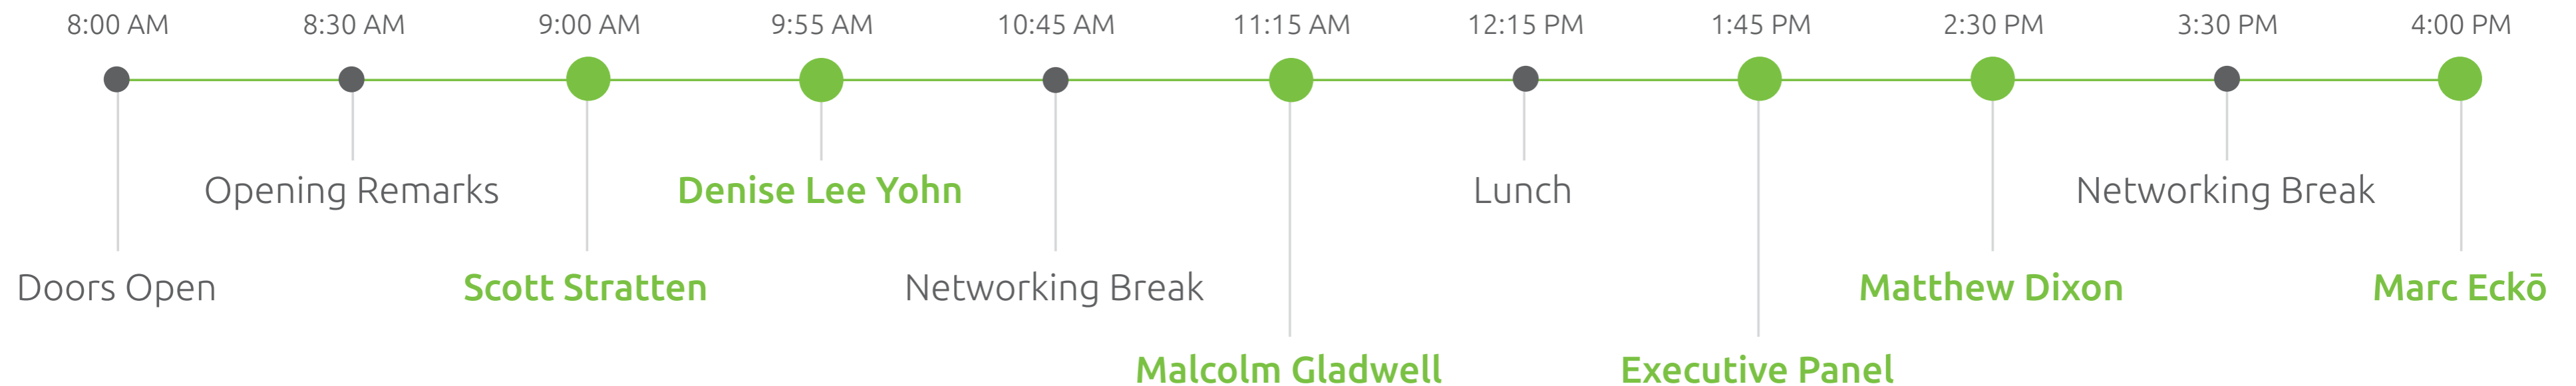 8:00 AM 8:30 AM 9:00 AM 9:55 AM 10:45 AM 11:15 AM 12:15 PM 1:45 PM 2:30 PM 3:30 PM 4:00 PM
Opening Remarks Denise Lee Yohn Lunch Networking Break
Doors Open Scott Stratten Networking Break Matthew Dixon Marc Eckō
Malcolm Gladwell Executive Panel